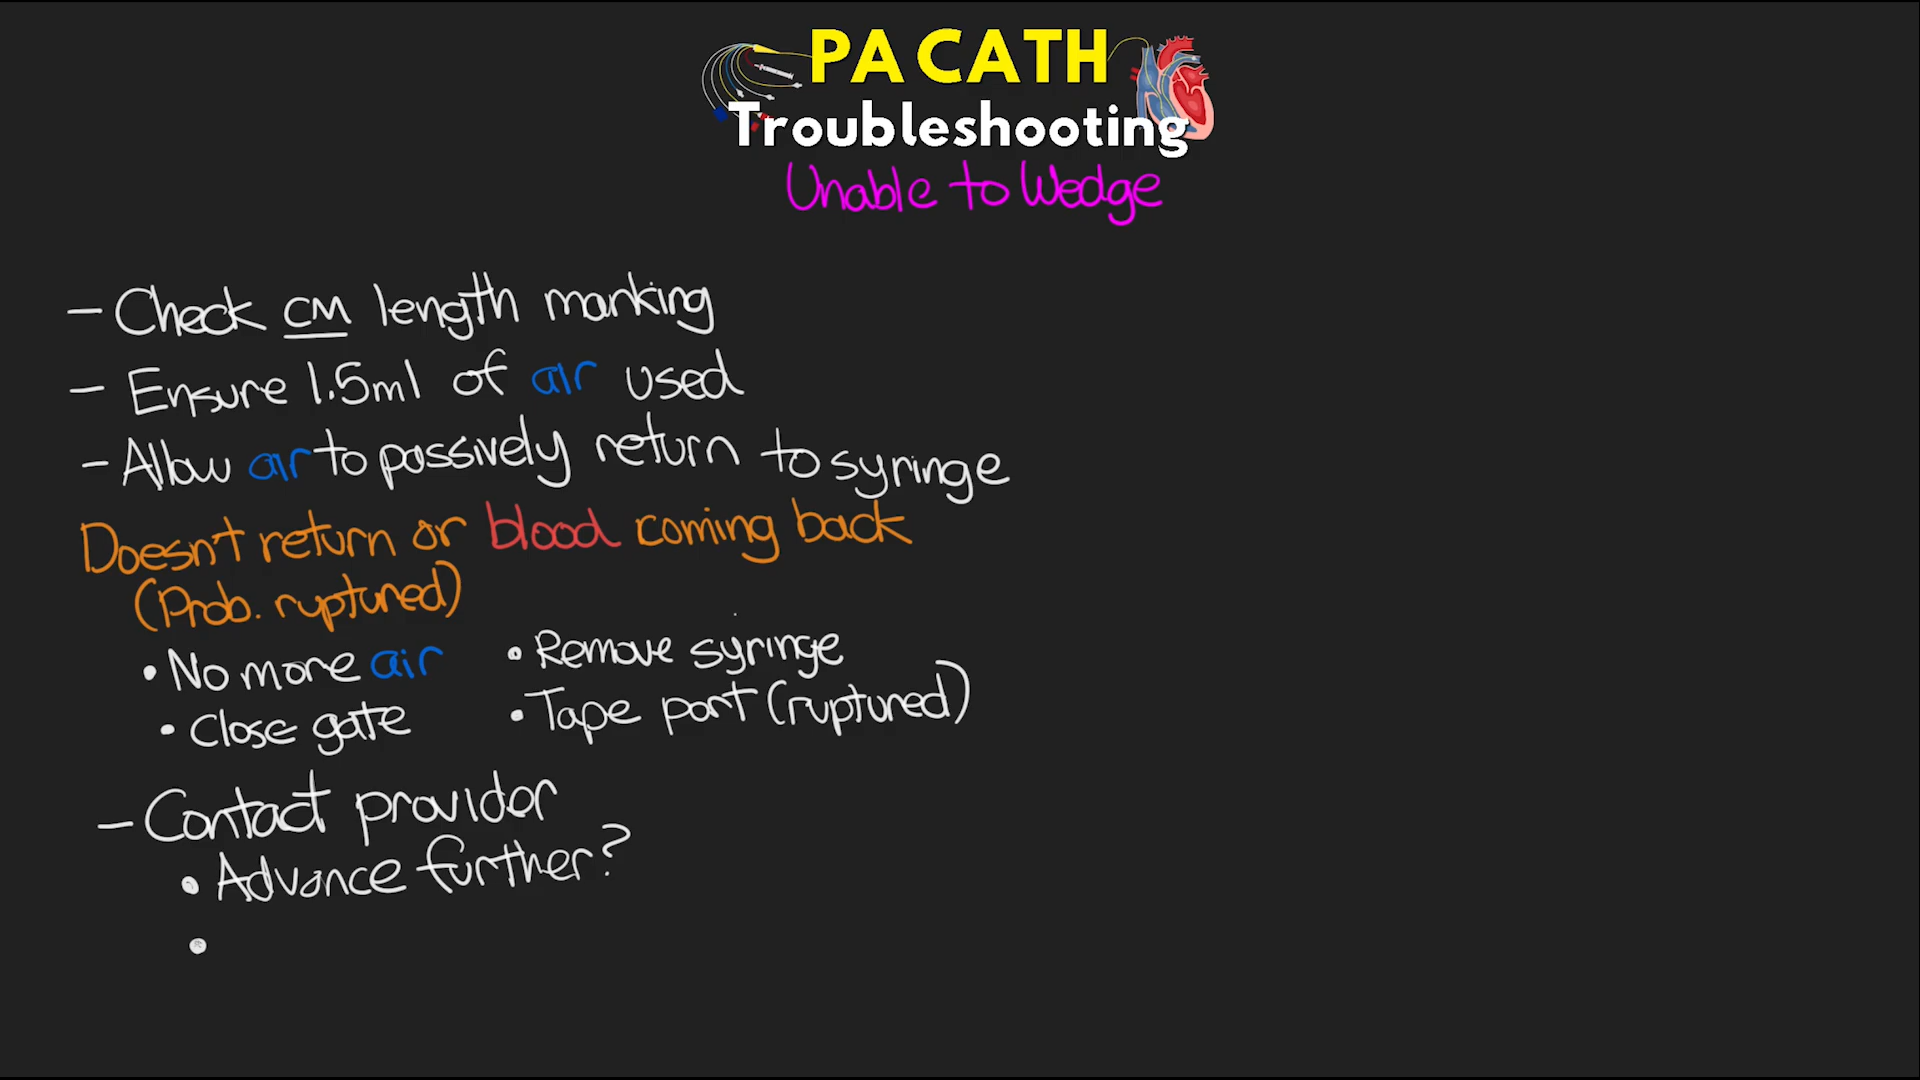 PA CATH
Troubleshooting
Unable to Wedge
- Check CM length marking
- Ensure 1.5ml of air used
- Allow air to passively return to syringe
Doesn't return or blood coming back
(Prob. ruptured)
• No more air
• Close gate
• Remove syringe
• Tape port (ruptured)
- Contact provider
• Advance further?
•